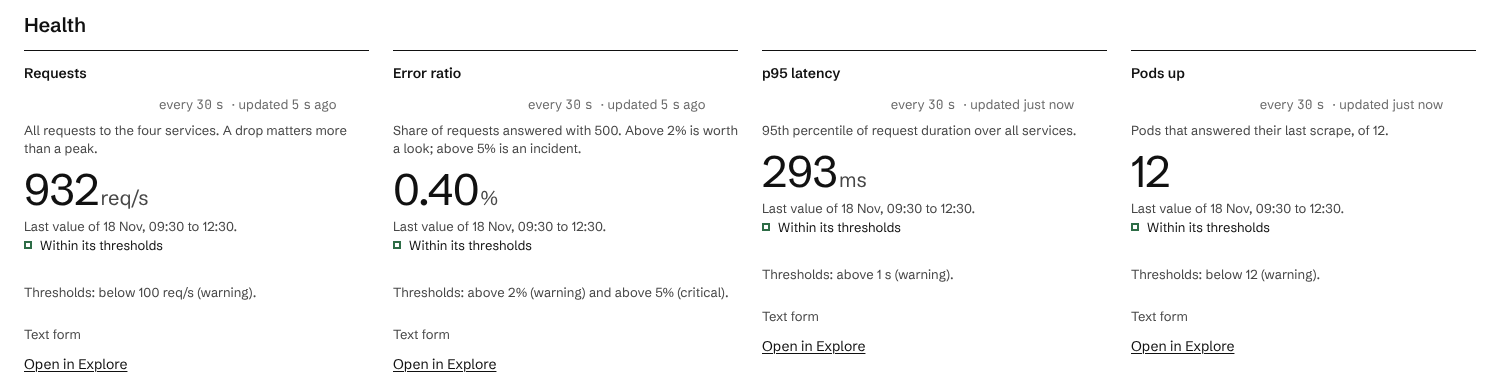 Health
Requests
every 30 s · updated 5 s ago
All requests to the four services. A drop matters more
than a peak.
932 req/s
Last value of 18 Nov, 09:30 to 12:30.
Within its thresholds
Thresholds: below 100 req/s (warning).
Text form
Open in Explore
Error ratio
every 30 s · updated 5 s ago
Share of requests answered with 500. Above 2% is worth
a look; above 5% is an incident.
0.40%
Last value of 18 Nov, 09:30 to 12:30.
Within its thresholds
Thresholds: above 2% (warning) and above 5% (critical).
Text form
Open in Explore
p95 latency
every 30 s · updated just now
95th percentile of request duration over all services.
293 ms
Last value of 18 Nov, 09:30 to 12:30.
Within its thresholds
Thresholds: above 1 s (warning).
Text form
Open in Explore
Pods up
every 30 s · updated just now
Pods that answered their last scrape, of 12.
12
Last value of 18 Nov, 09:30 to 12:30.
Within its thresholds
Thresholds: below 12 (warning).
Text form
Open in Explore